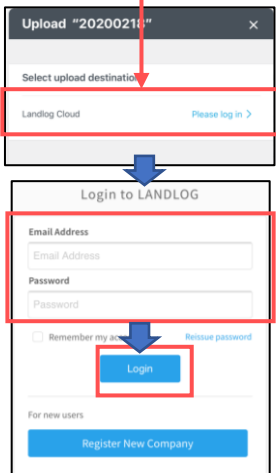 Upload “20200218”
×
Select upload destination
Landlog Cloud Please log in >
Login to LANDLOG
Email Address
Email Address
Password
Password
Remember my Reissue password
Login
For new users
Register New Company